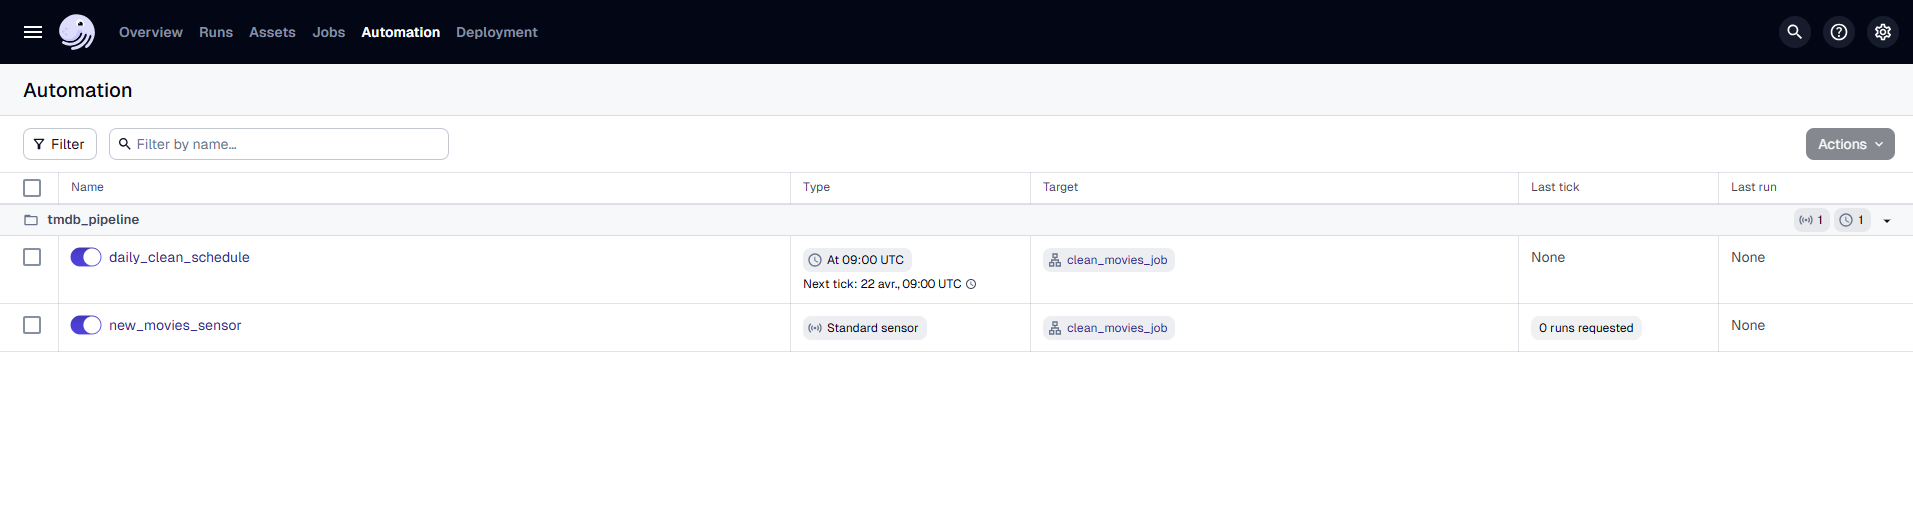 Overview Runs Assets Jobs Automation Deployment
Automation
Filter Filter by name... Actions
Name Type Target Last tick Last run
tmdb_pipeline 1 1
daily_clean_schedule At 09:00 UTC clean_movies_job None None
Next tick: 22 avr., 09:00 UTC
new_movies_sensor Standard sensor clean_movies_job 0 runs requested None